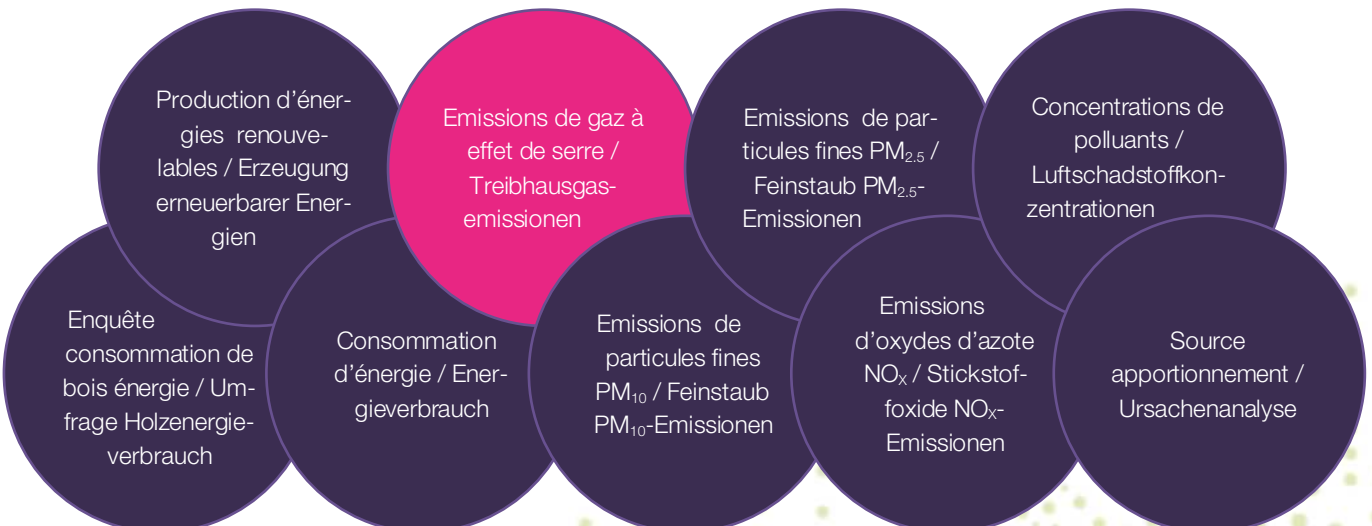 Production d'éner-
gies renouve-
lables / Erzeugung
erneuerbarer Ener-
gien
Emissions de gaz à
effet de serre /
Treibhausgas-
emissionen
Emissions de par-
ticules fines PM₂.₅ /
Feinstaub PM₂.₅-
Emissionen
Concentrations de
polluants /
Luftschadstoffkon-
zentrationen
Enquête
consommation de
bois énergie / Um-
frage Holzenergie-
verbrauch
Consommation
d'énergie / Ener-
gieverbrauch
Emissions de
particules fines
PM₁₀ / Feinstaub
PM₁₀-Emissionen
Emissions
d'oxydes d'azote
NOₓ / Stickstof-
foxide NOₓ-
Emissionen
Source
apportionnement /
Ursachenanalyse